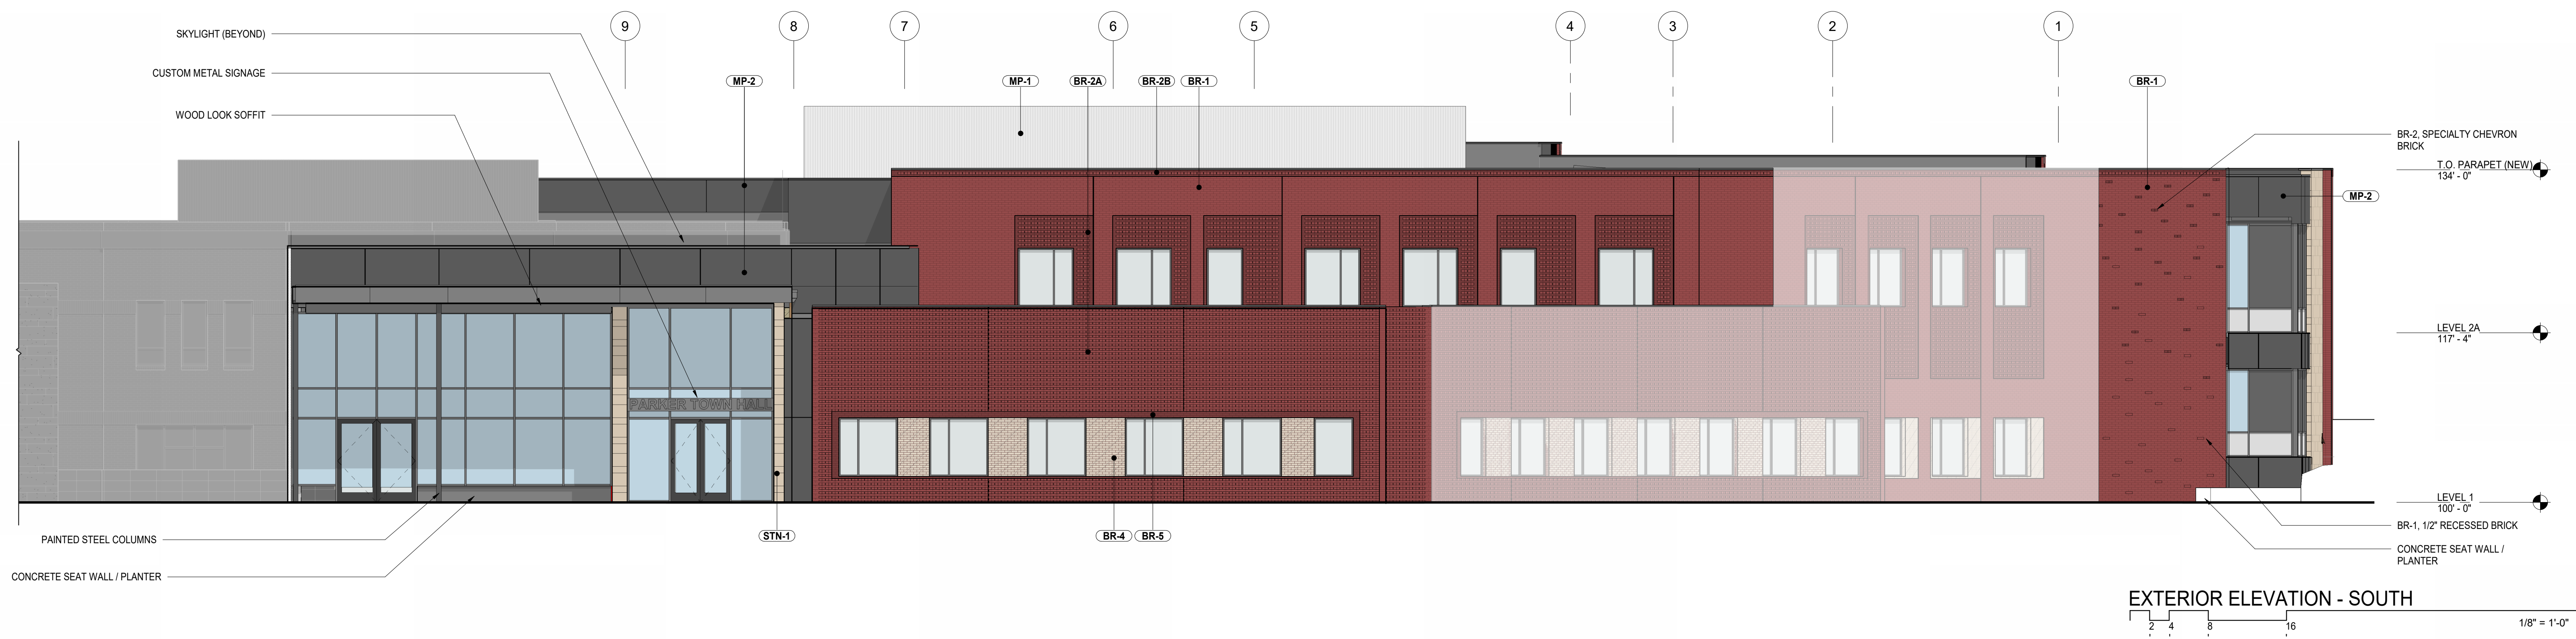 9 8 7 6 5 4 3 2 1
SKYLIGHT (BEYOND)
CUSTOM METAL SIGNAGE
MP-2 MP-1 BR-2A BR-2B BR-1 BR-1
WOOD LOOK SOFFIT
BR-2, SPECIALTY CHEVRON
BRICK
T.O. PARAPET (NEW)
134' - 0"
MP-2
MP-2
LEVEL 2A
117' - 4"
PARKER TOWN HALL
LEVEL 1
100' - 0"
BR-1, 1/2" RECESSED BRICK
PAINTED STEEL COLUMNS
STN-1 BR-4 BR-5
CONCRETE SEAT WALL /
PLANTER
CONCRETE SEAT WALL / PLANTER
EXTERIOR ELEVATION - SOUTH
2 4 8 16
1/8" = 1'-0"